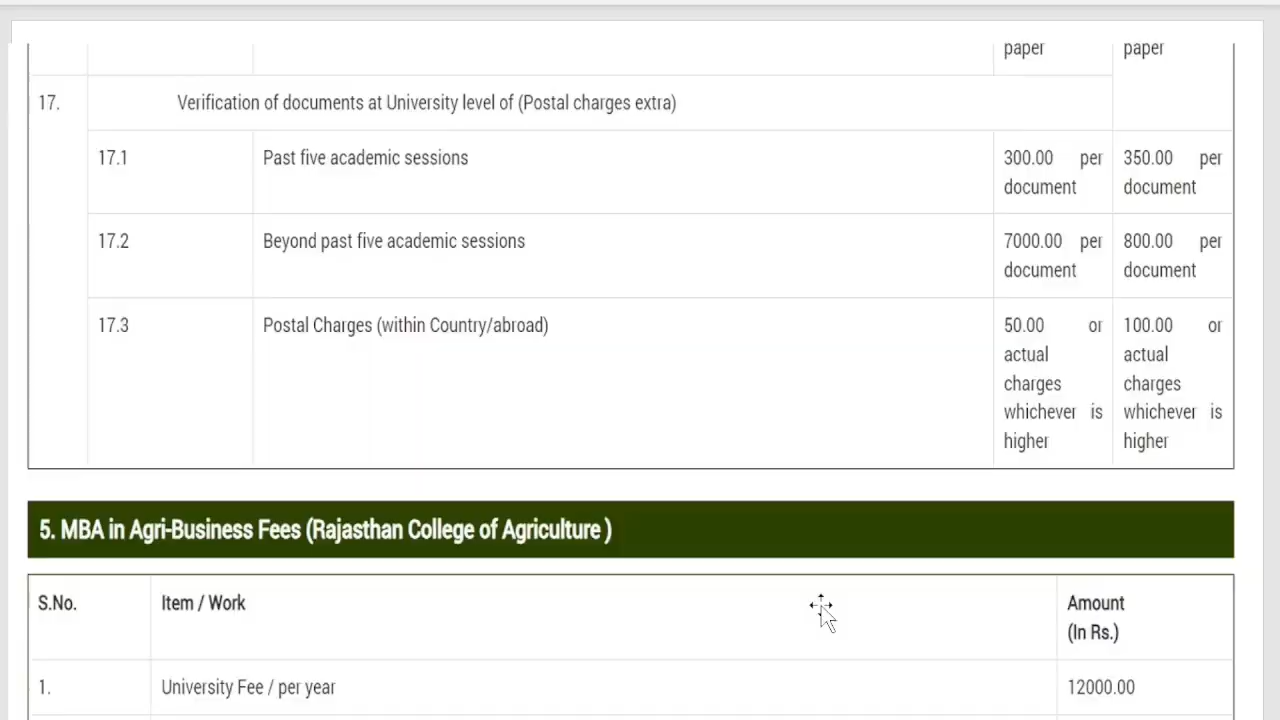 paper paper
17. Verification of documents at University level of (Postal charges extra)
17.1 Past five academic sessions 300.00 per 350.00 per
document document
17.2 Beyond past five academic sessions 7000.00 per 800.00 per
document document
17.3 Postal Charges (within Country/abroad) 50.00 or 100.00 or
actual actual
charges charges
whichever is whichever is
higher higher
5. MBA in Agri-Business Fees (Rajasthan College of Agriculture )
S.No. Item / Work Amount
(In Rs.)
1. University Fee / per year 12000.00